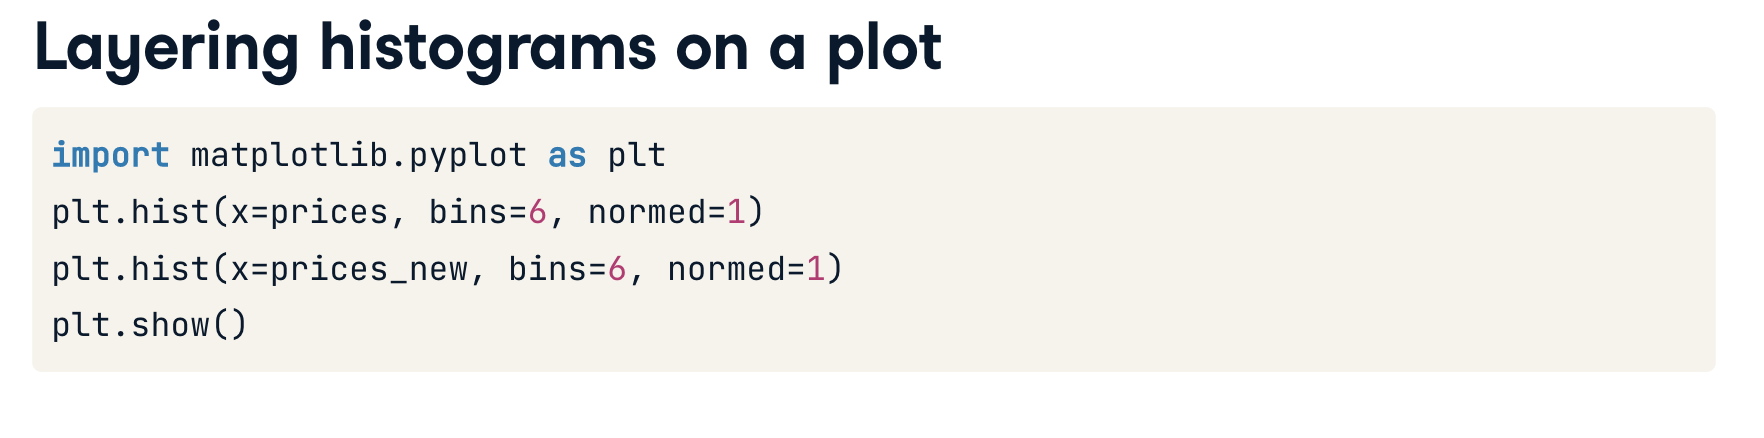 Layering histograms on a plot
import matplotlib.pyplot as plt
plt.hist(x=prices, bins=6, normed=1)
plt.hist(x=prices_new, bins=6, normed=1)
plt.show()